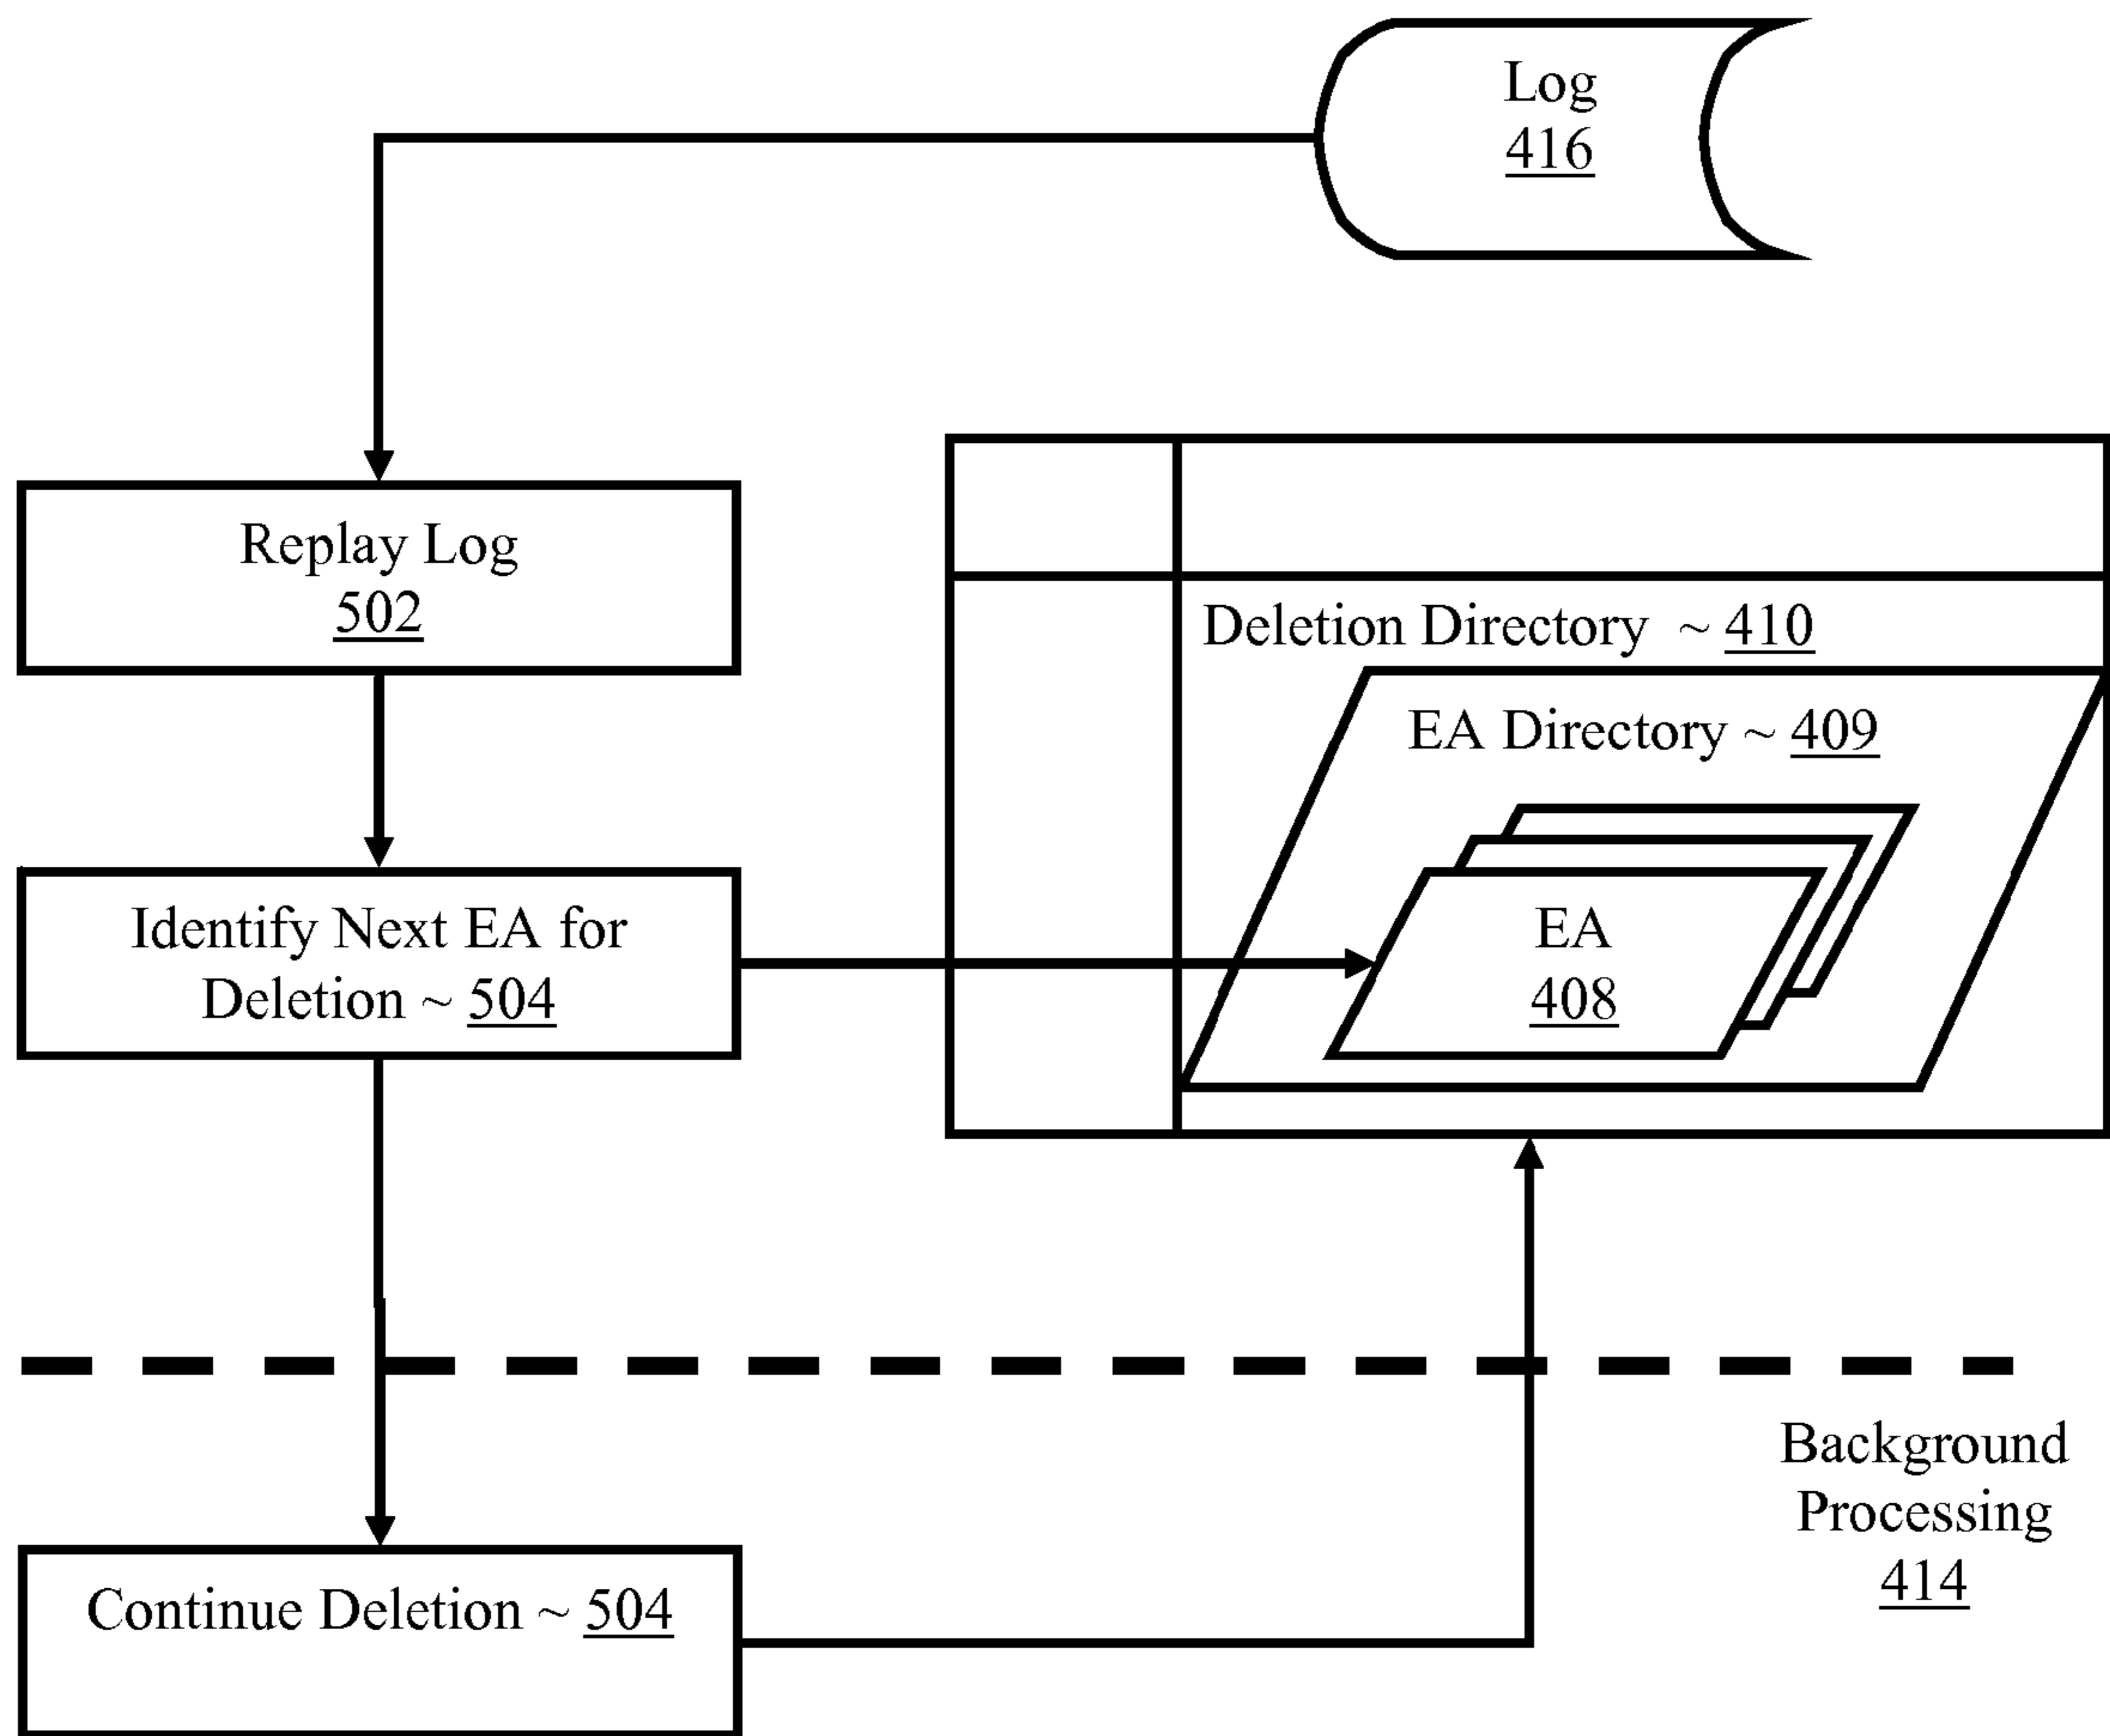 Log
416
Replay Log
502
Deletion Directory ~ 410
EA Directory ~ 409
Identify Next EA for
Deletion ~ 504
EA
408
Background
Processing
414
Continue Deletion ~ 504